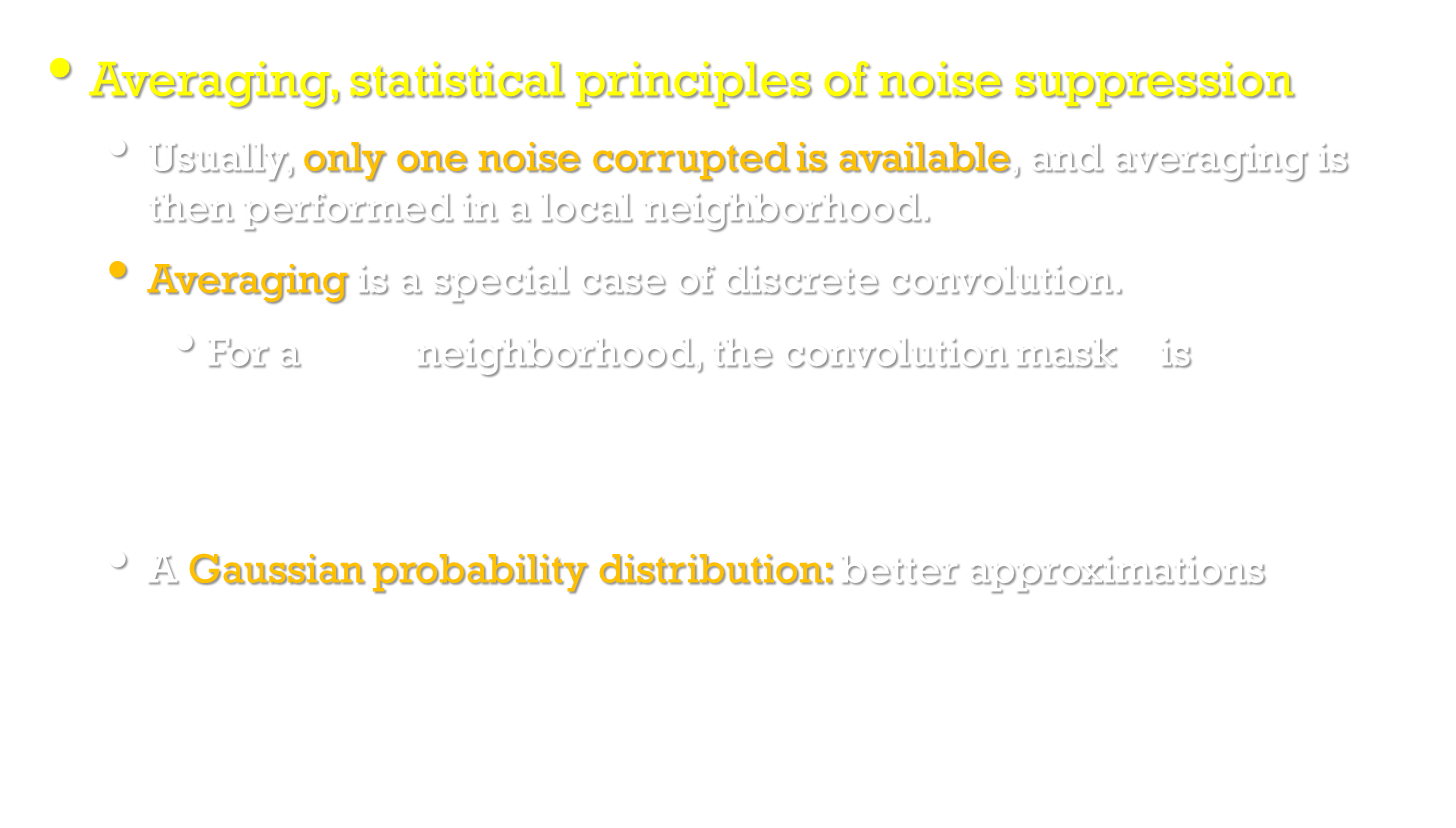 • Averaging, statistical principles of noise suppression
• Usually, only one noise corrupted is available, and averaging is
then performed in a local neighborhood.
• Averaging is a special case of discrete convolution.
• For a neighborhood, the convolution mask is
• A Gaussian probability distribution: better approximations